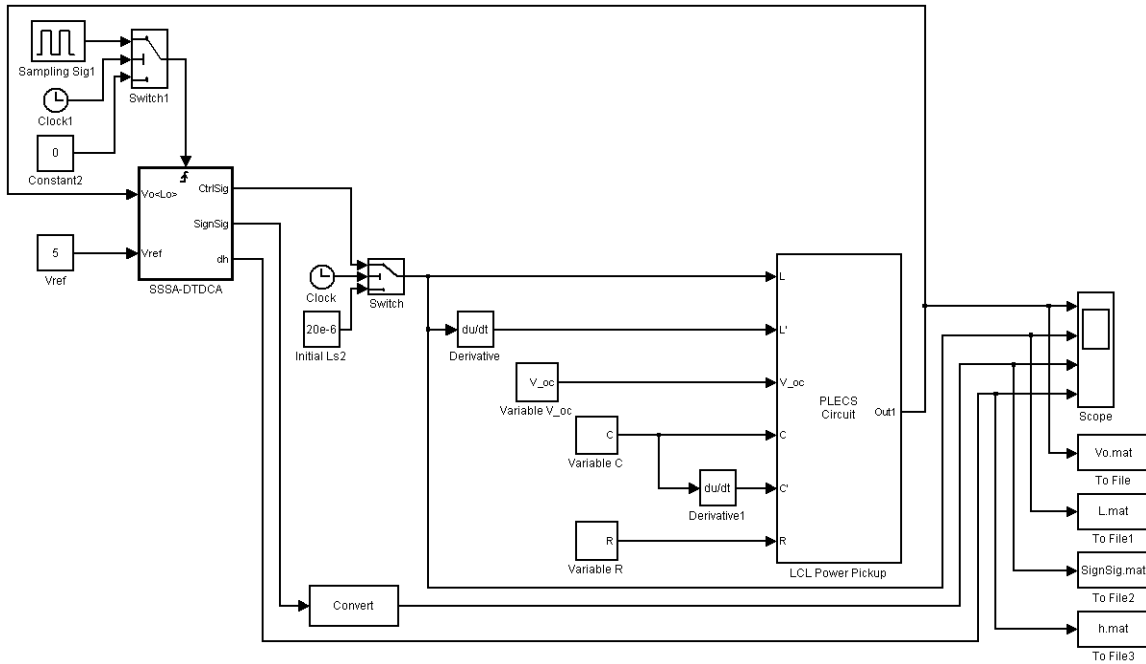 Sampling Sig1
Switch1
Clock1
0
Constant2
Vo<Lo>
CtrlSig
SignSig
Vref
dh
5
Vref
SSSA-DTDCA
Clock
Switch
20e-6
Initial Ls2
du/dt
Derivative
V_oc
Variable V_oc
C
Variable C
du/dt
Derivative1
R
Variable R
L
L'
V_oc
PLECS
Circuit
Out1
C
C'
R
LCL Power Pickup
Convert
Scope
Vo.mat
To File
L.mat
To File1
SignSig.mat
To File2
h.mat
To File3